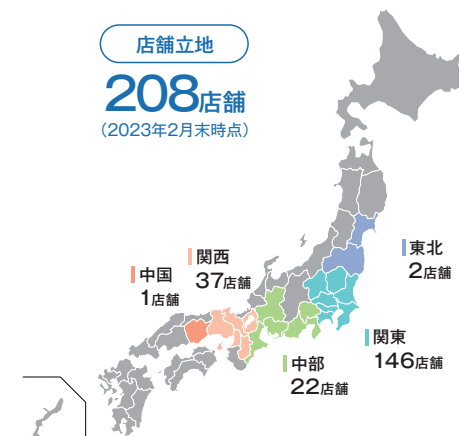 店舗立地
208店舗
(2023年2月末時点)
東北
2店舗
関西
37店舗
中国
1店舗
関東
146店舗
中部
22店舗